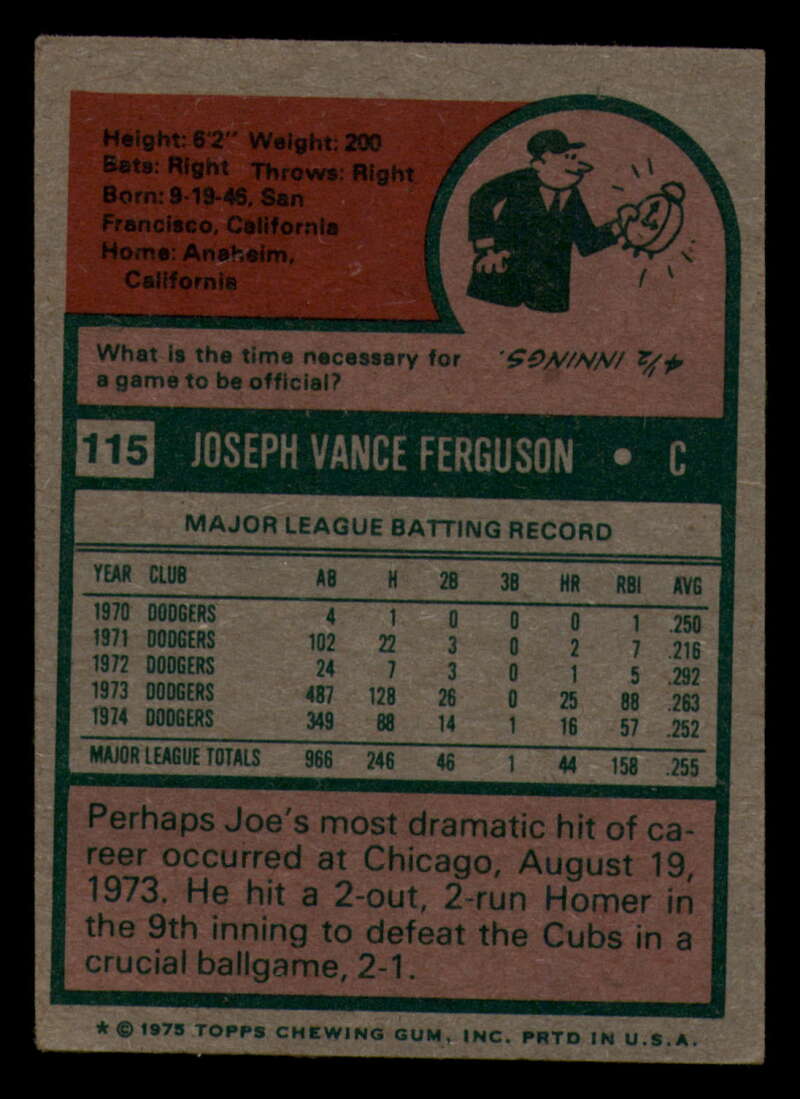 Height: 6'2" Weight: 200
Bats: Right Throws: Right
Born: 9-19-46, San
Francisco, California
Home: Anaheim,
California
What is the time necessary for
a game to be official?
4½ INNINGS.
115 JOSEPH VANCE FERGUSON • C
MAJOR LEAGUE BATTING RECORD
YEAR CLUB AB H 2B 3B HR RBI AVG
1970 DODGERS 4 1 0 0 0 1 .250
1971 DODGERS 102 22 3 0 2 7 .216
1972 DODGERS 24 7 3 0 1 5 .292
1973 DODGERS 487 128 26 0 25 88 .263
1974 DODGERS 349 88 14 1 16 57 .252
MAJOR LEAGUE TOTALS 966 246 46 1 44 158 .255
Perhaps Joe's most dramatic hit of ca-
reer occurred at Chicago, August 19,
1973. He hit a 2-out, 2-run Homer in
the 9th inning to defeat the Cubs in a
crucial ballgame, 2-1.
* © 1975 TOPPS CHEWING GUM, INC. PRTD IN U.S.A.